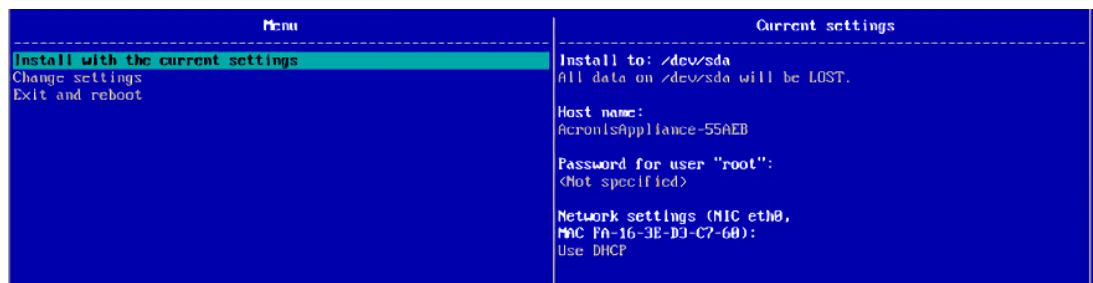 Menu
Install with the current settings
Change settings
Exit and reboot
Current settings
Install to: /dev/sda
All data on /dev/sda will be LOST.
Host name:
AcronisAppliance-55AEB
Password for user "root":
<Not specified>
Network settings (NIC eth0,
MAC FA-16-3E-D3-C7-60):
Use DHCP